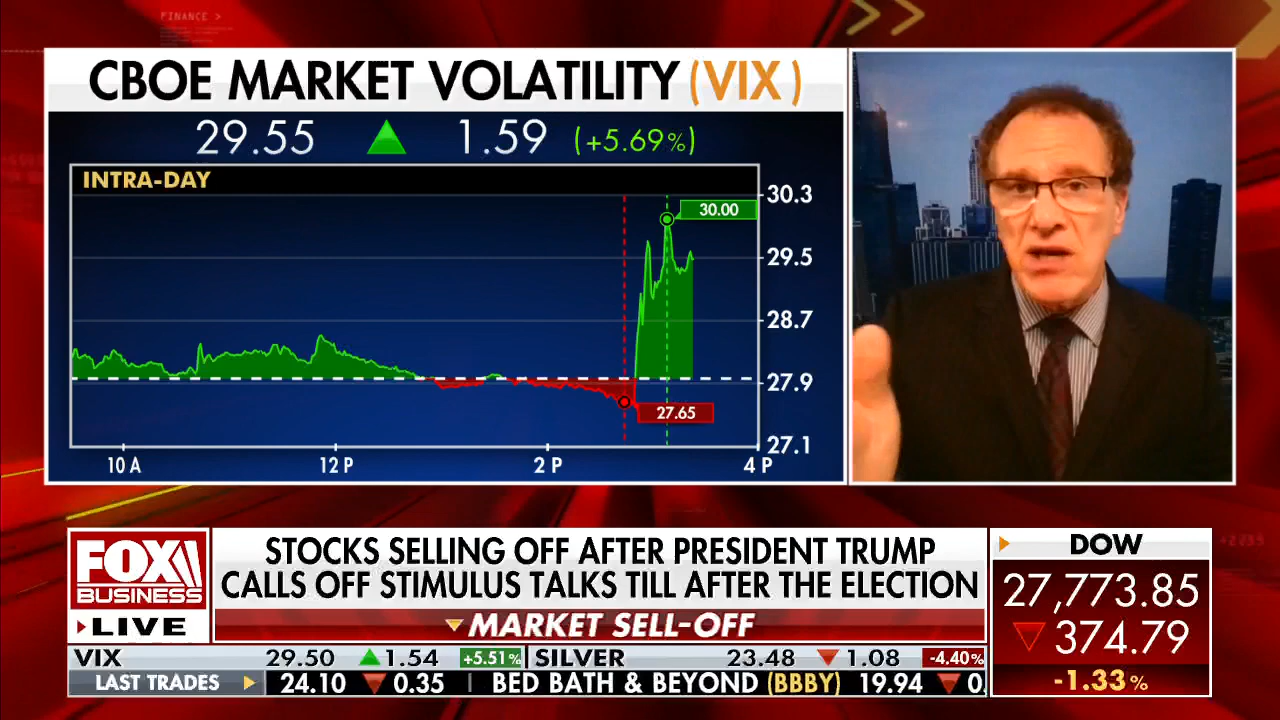 FINANCE >
CBOE MARKET VOLATILITY (VIX)
29.55 ▲ 1.59 (+5.69%)
INTRA-DAY
30.3
30.00
29.5
28.7
27.9
27.65
27.1
10 A 12 P 2 P 4 P
FOX BUSINESS
LIVE
STOCKS SELLING OFF AFTER PRESIDENT TRUMP
CALLS OFF STIMULUS TALKS TILL AFTER THE ELECTION
MARKET SELL-OFF
DOW
27,773.85
▼ 374.79
-1.33%
VIX 29.50 ▲ 1.54 +5.51% SILVER 23.48 ▼ 1.08 -4.40%
LAST TRADES 24.10 ▼ 0.35 | BED BATH & BEYOND (BBBY) 19.94 ▼ 0.